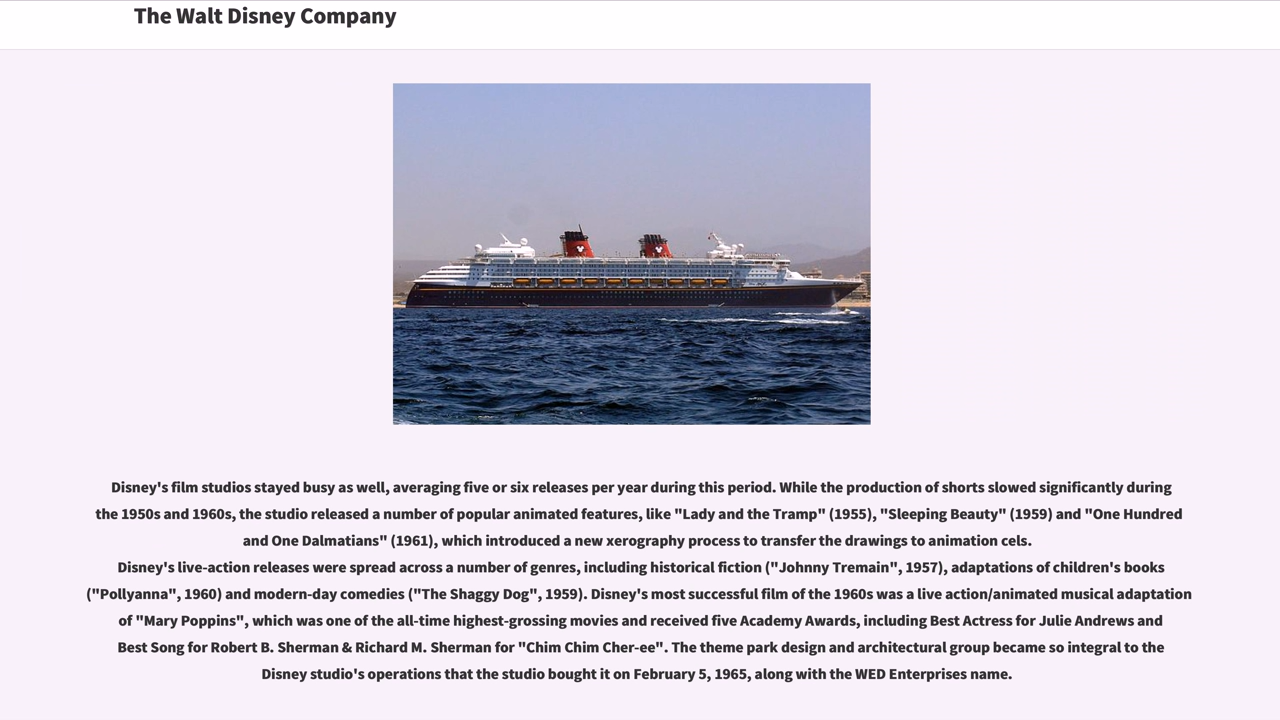 The Walt Disney Company
Disney's film studios stayed busy as well, averaging five or six releases per year during this period. While the production of shorts slowed significantly during
the 1950s and 1960s, the studio released a number of popular animated features, like "Lady and the Tramp" (1955), "Sleeping Beauty" (1959) and "One Hundred
and One Dalmatians" (1961), which introduced a new xerography process to transfer the drawings to animation cels.
Disney's live-action releases were spread across a number of genres, including historical fiction ("Johnny Tremain", 1957), adaptations of children's books
("Pollyanna", 1960) and modern-day comedies ("The Shaggy Dog", 1959). Disney's most successful film of the 1960s was a live action/animated musical adaptation
of "Mary Poppins", which was one of the all-time highest-grossing movies and received five Academy Awards, including Best Actress for Julie Andrews and
Best Song for Robert B. Sherman & Richard M. Sherman for "Chim Chim Cher-ee". The theme park design and architectural group became so integral to the
Disney studio's operations that the studio bought it on February 5, 1965, along with the WED Enterprises name.